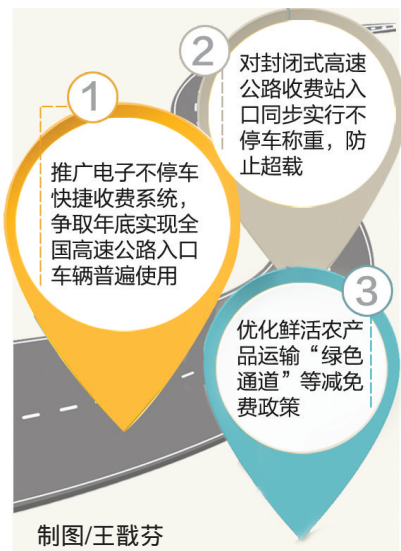 1
推广电子不停车
快捷收费系统，
争取年底实现全
国高速公路入口
车辆普遍使用
2
对封闭式高速
公路收费站入
口同步实行不
停车称重，防
止超载
3
优化鲜活农产
品运输“绿色
通道”等减免
费政策
制图/王戬芬